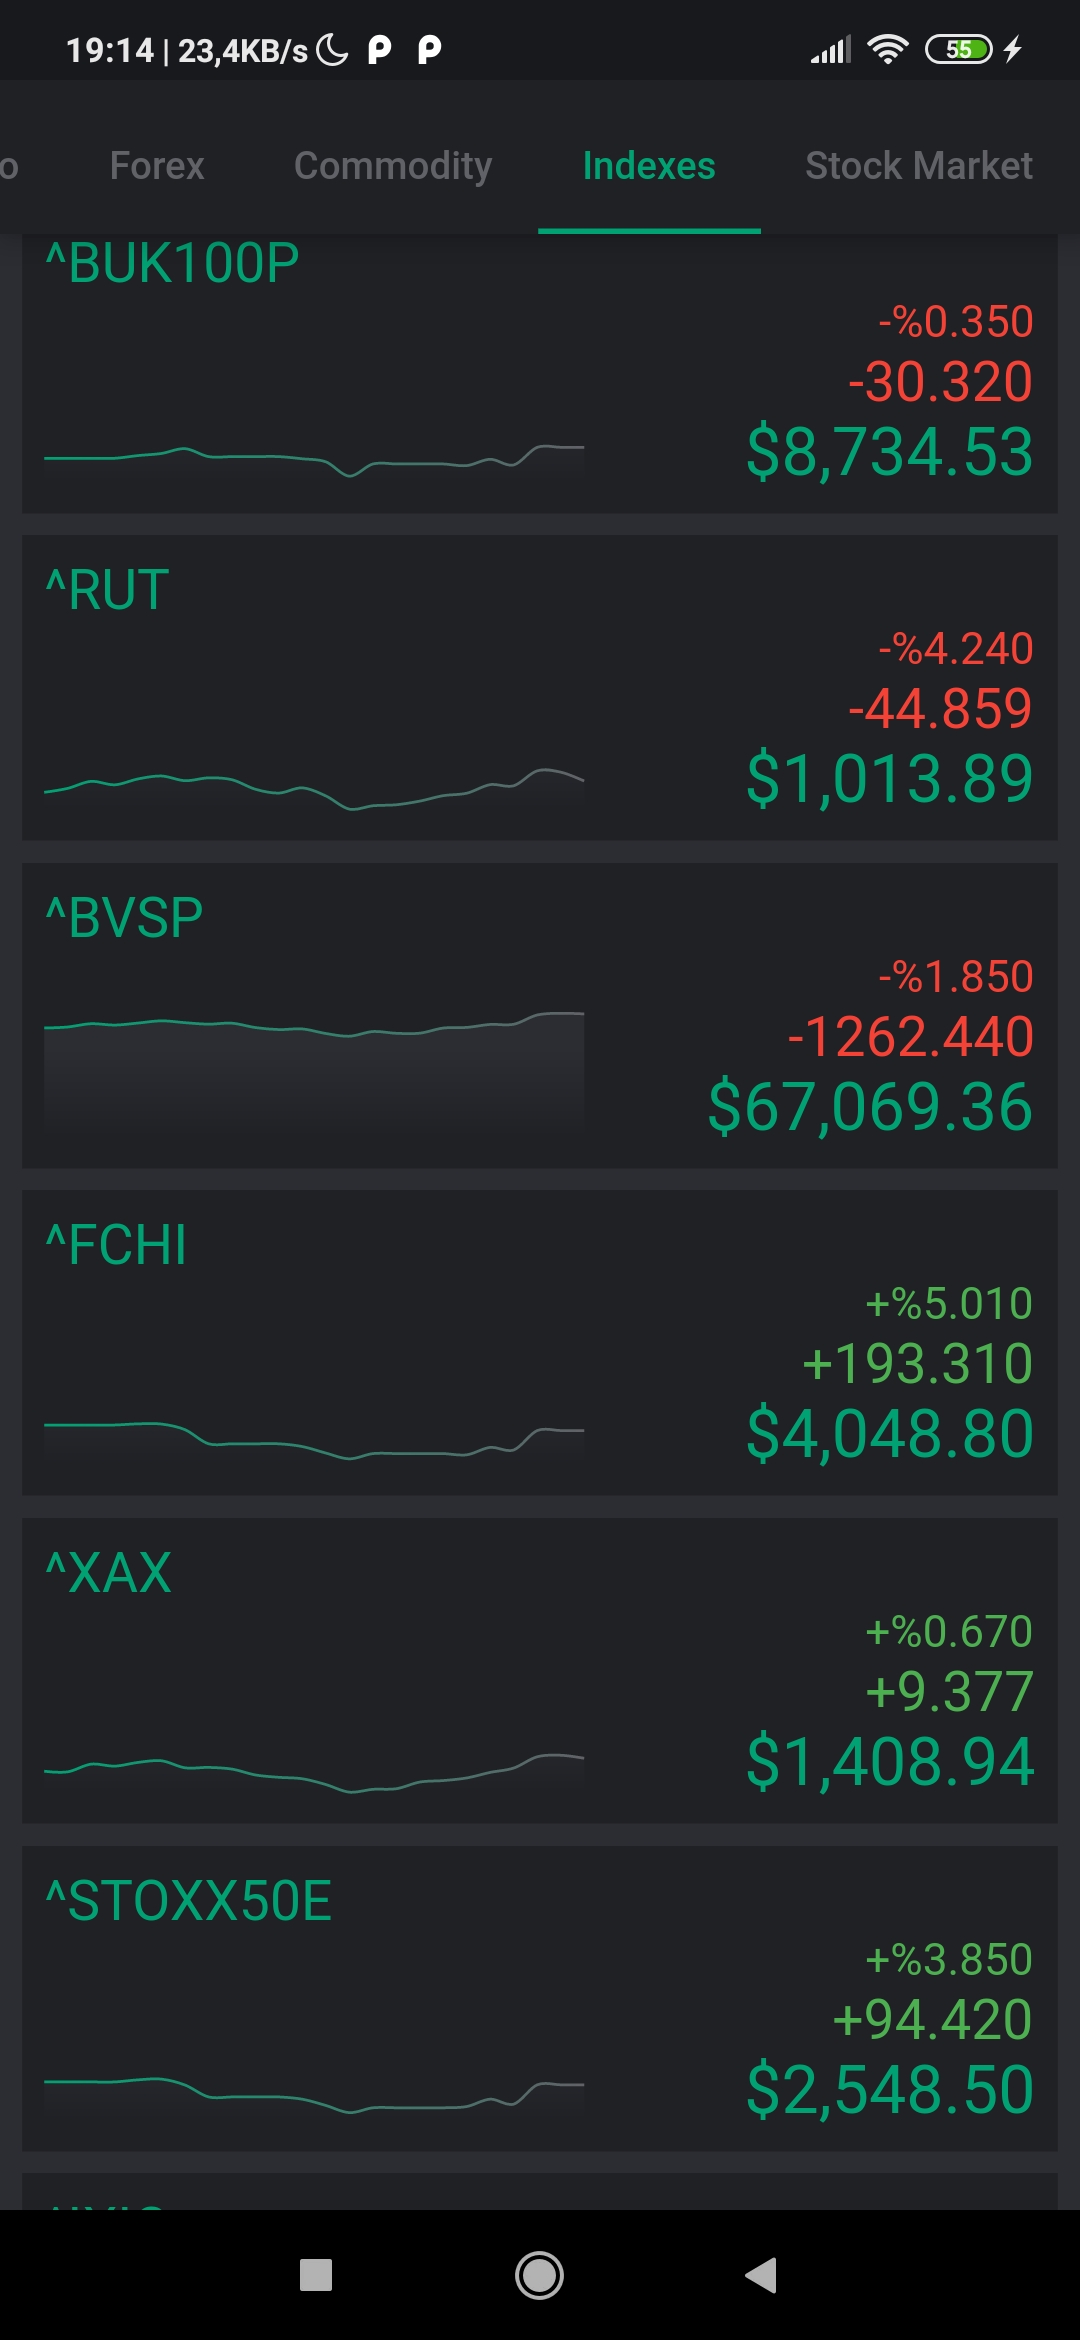 19:14 | 23,4KB/s
55
o Forex Commodity Indexes Stock Market
^BUK100P
-%0.350
-30.320
$8,734.53
^RUT
-%4.240
-44.859
$1,013.89
^BVSP
-%1.850
-1262.440
$67,069.36
^FCHI
+%5.010
+193.310
$4,048.80
^XAX
+%0.670
+9.377
$1,408.94
^STOXX50E
+%3.850
+94.420
$2,548.50